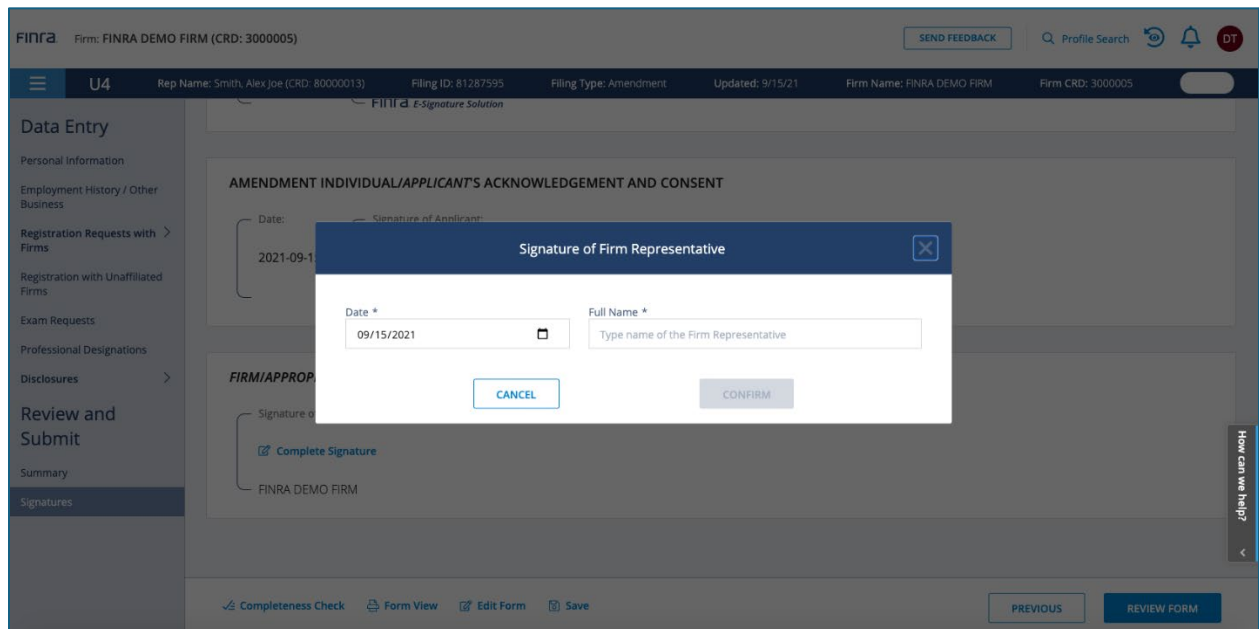 Finra Firm: FINRA DEMO FIRM (CRD: 3000005) SEND FEEDBACK Profile Search DT
U4 Rep Name: Smith, Alex Joe (CRD: 80000013) Filing ID: 81287595 Filing Type: Amendment Updated: 9/15/21 Firm Name: FINRA DEMO FIRM Firm CRD: 3000005
Finra E-Signature Solution
Data Entry
Personal Information
Employment History / Other
Business
Registration Requests with
Firms
Registration with Unaffiliated
Firms
Exam Requests
Professional Designations
Disclosures
Review and
Submit
Summary
Signatures
AMENDMENT INDIVIDUAL/APPLICANT'S ACKNOWLEDGEMENT AND CONSENT
Date: Signature of Applicant:
2021-09-1
Signature of Firm Representative
Date * Full Name *
09/15/2021 Type name of the Firm Representative
CANCEL CONFIRM
FIRM/APPROP
Signature o
Complete Signature
FINRA DEMO FIRM
How can we help?
Completeness Check Form View Edit Form Save PREVIOUS REVIEW FORM